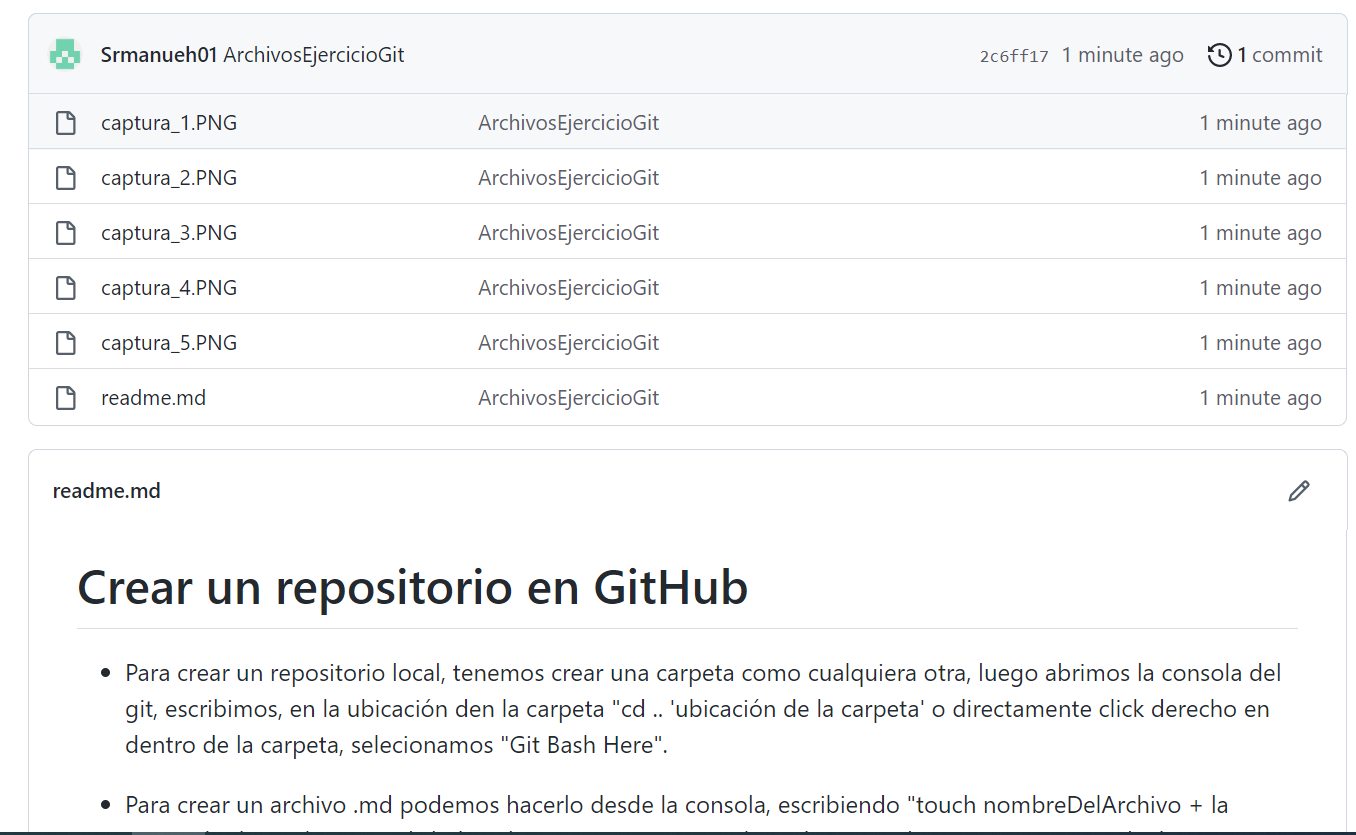 Srmanueh01 ArchivosEjercicioGit 2c6ff17 1 minute ago 1 commit
captura_1.PNG ArchivosEjercicioGit 1 minute ago
captura_2.PNG ArchivosEjercicioGit 1 minute ago
captura_3.PNG ArchivosEjercicioGit 1 minute ago
captura_4.PNG ArchivosEjercicioGit 1 minute ago
captura_5.PNG ArchivosEjercicioGit 1 minute ago
readme.md ArchivosEjercicioGit 1 minute ago
readme.md
Crear un repositorio en GitHub
Para crear un repositorio local, tenemos crear una carpeta como cualquiera otra, luego abrimos la consola del
git, escribimos, en la ubicación den la carpeta "cd .. 'ubicación de la carpeta' o directamente click derecho en
dentro de la carpeta, selecionamos "Git Bash Here".
Para crear un archivo .md podemos hacerlo desde la consola, escribiendo "touch nombreDelArchivo + la